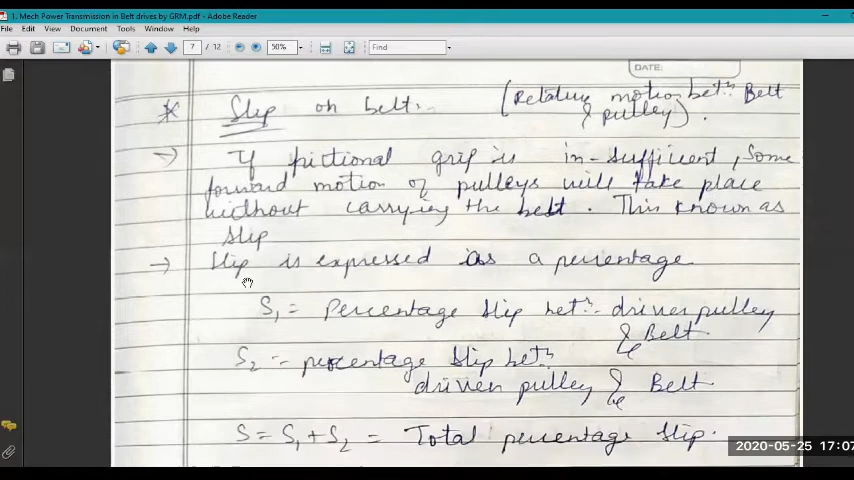 1. Mech Power Transmission in Belt drives by GRM.pdf - Adobe Reader
File Edit View Document Tools Window Help
7 / 12 50% Find
DATE:
* Slip on belt:- (Relative motion betn Belt
& pulley).
→ If frictional grip is in-sufficient, some
forward motion of pulleys will take place
without carrying the belt. This known as
slip
→ Slip is expressed as a percentage
S1 = Percentage slip betn driver pulley
& Belt
S2 - percentage slip betn
driven pulley & Belt
S = S1 + S2 = Total percentage slip.
2020-05-25 17:07